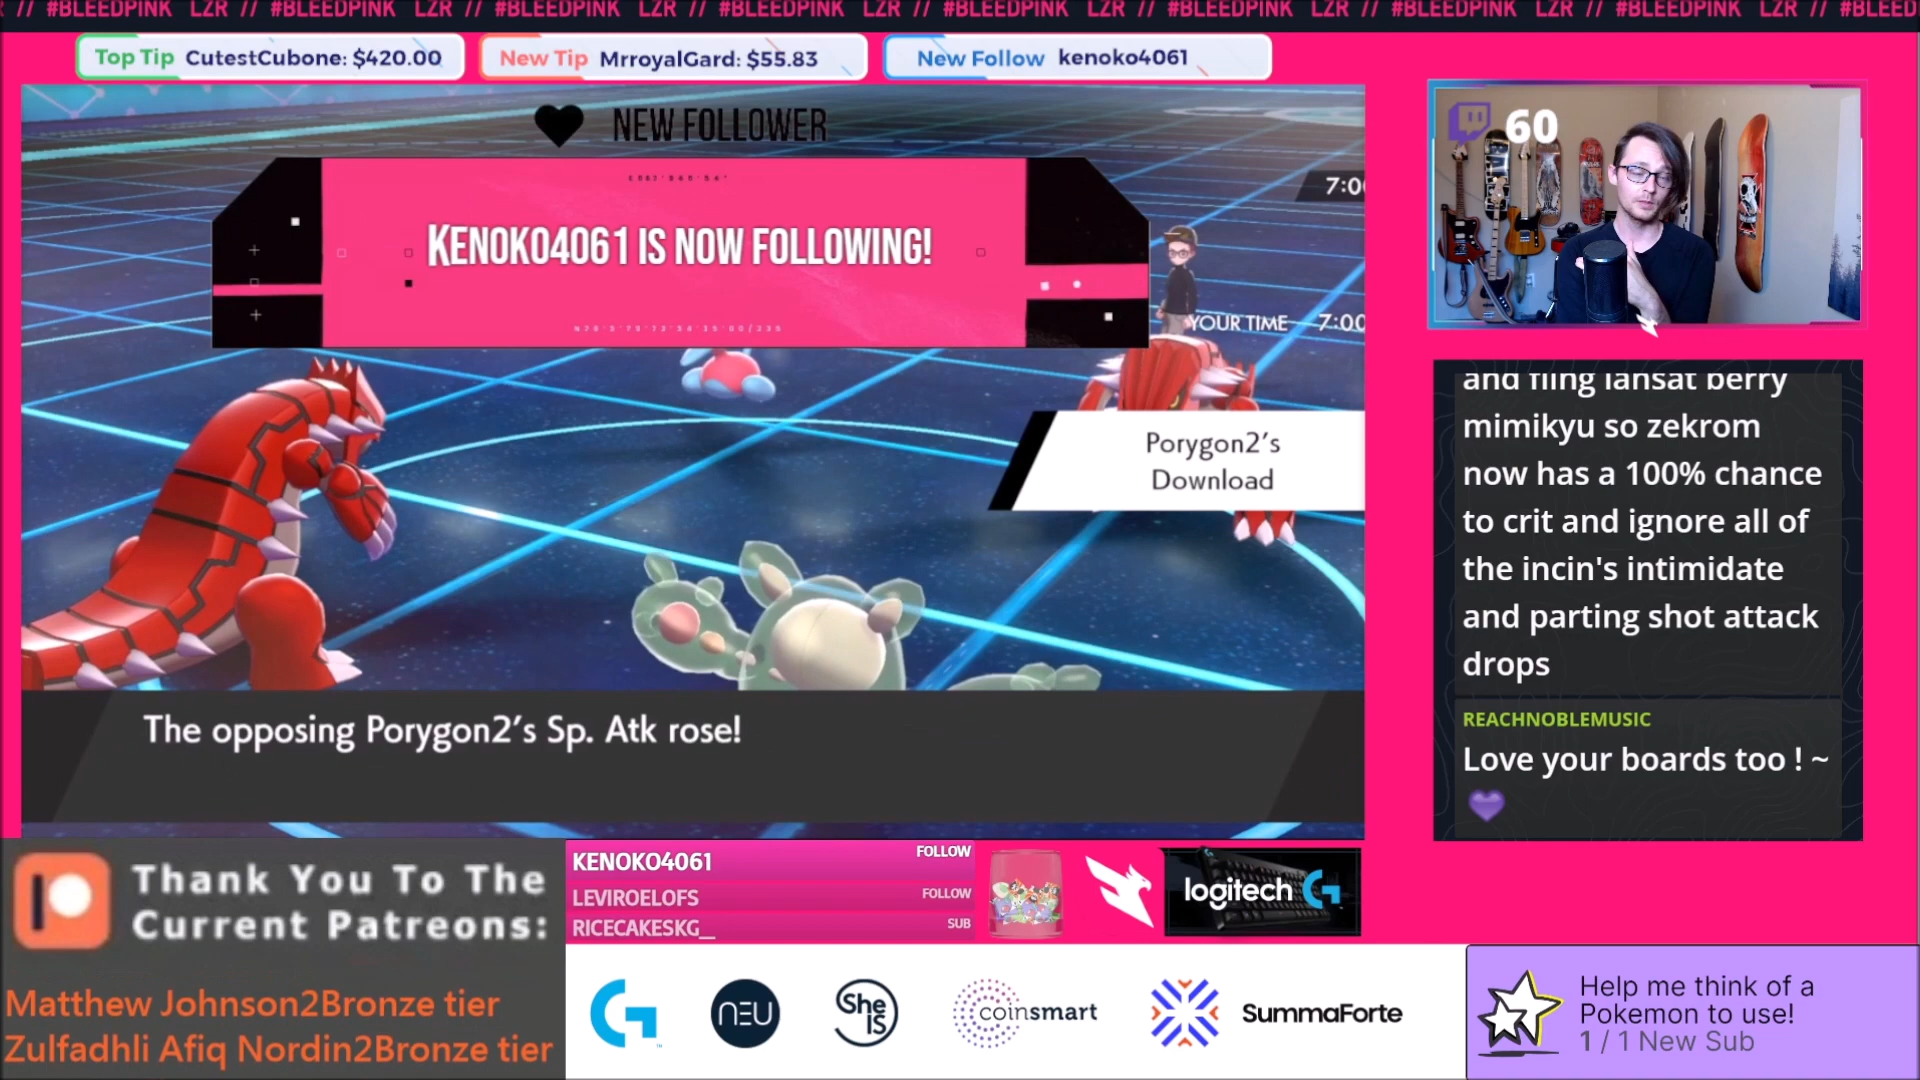 // #BLEEDPINK LZR // #BLEEDPINK LZR // #BLEEDPINK LZR // #BLEEDPINK LZR // #BLEEDPINK LZR // #BLEEDPINK LZR // #BLEEDPINK LZR // #BLEEDPINK LZR // #BLEED
Top Tip CutestCubone: $420.00
New Tip MrroyalGard: $55.83
New Follow kenoko4061
NEW FOLLOWER
KENOKO4061 IS NOW FOLLOWING!
60
7:00
YOUR TIME 7:00
Porygon2's
Download
The opposing Porygon2's Sp. Atk rose!
and fling lansat berry
mimikyu so zekrom
now has a 100% chance
to crit and ignore all of
the incin's intimidate
and parting shot attack
drops
REACHNOBLEMUSIC
Love your boards too ! ~
💜
Thank You To The
Current Patreons:
Matthew Johnson2Bronze tier
Zulfadhli Afiq Nordin2Bronze tier
KENOKO4061 FOLLOW
LEVIROELOFS FOLLOW
RICECAKESKG_ SUB
logitech G
G
NEU
She
IS
coinsmart
SummaForte
Help me think of a
Pokemon to use!
1 / 1 New Sub